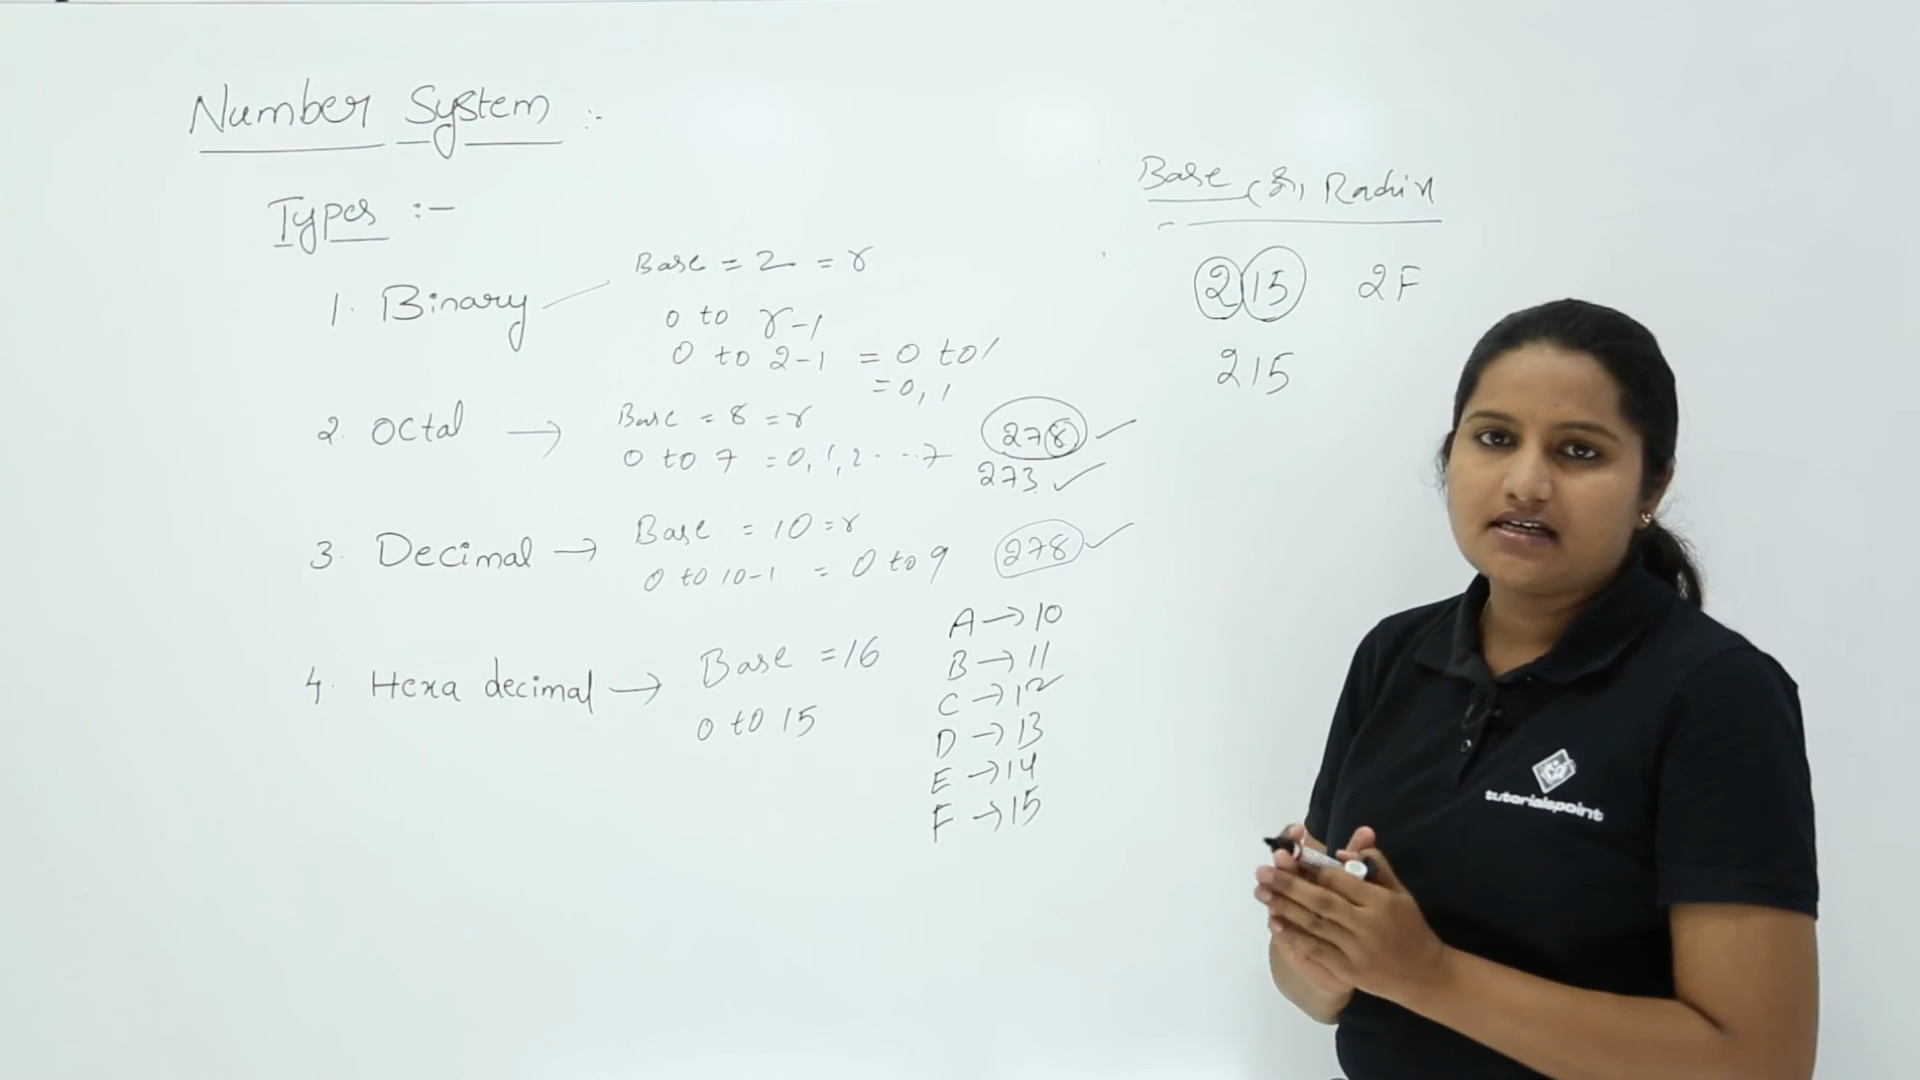 Number System :-
Types :-
1. Binary
Base = 2 = r
0 to r-1
0 to 2-1 = 0 to 1
= 0, 1
2. Octal →
Base = 8 = r
0 to 7 = 0, 1, 2 . . . 7
278 ✓
273 ✓
3. Decimal →
Base = 10 = r
0 to 10-1 = 0 to 9
278 ✓
4. Hexa decimal →
Base = 16
0 to 15
A → 10
B → 11
C → 12
D → 13
E → 14
F → 15
Base (or) Radix
215 2F
215
tutorialspoint